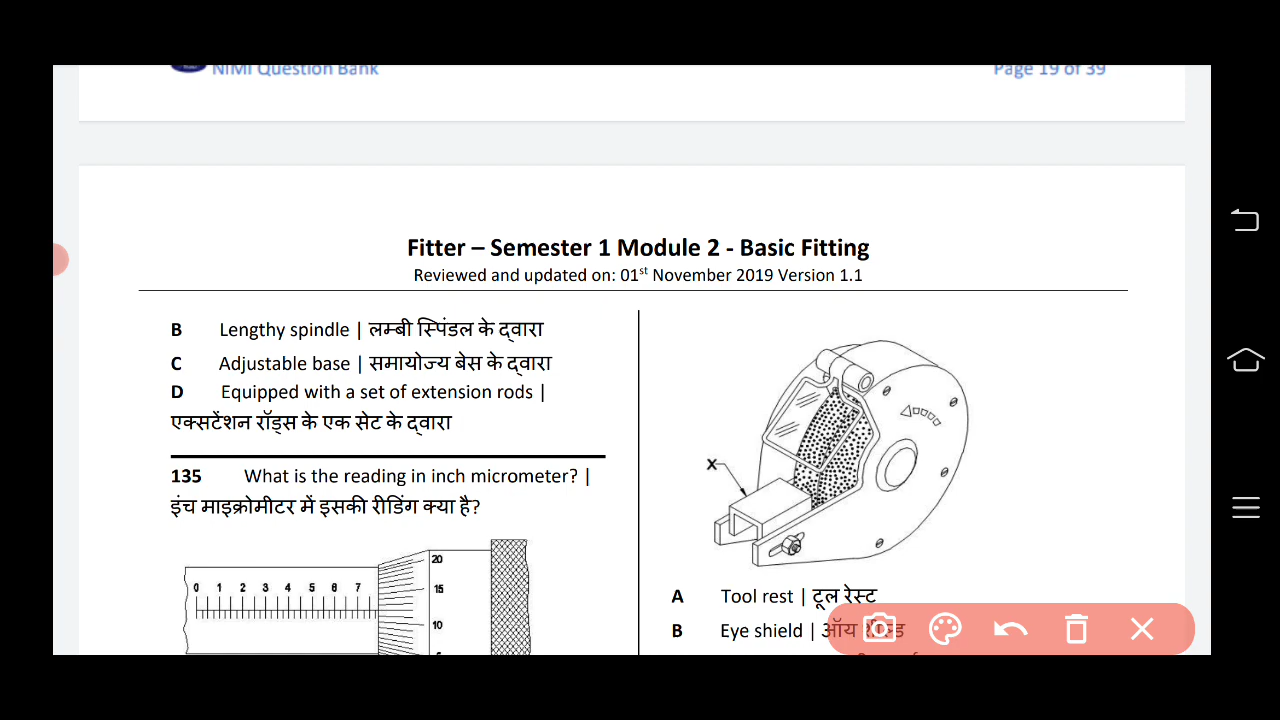 NIMI Question Bank
Page 19 of 39
Fitter – Semester 1 Module 2 - Basic Fitting
Reviewed and updated on: 01st November 2019 Version 1.1
B Lengthy spindle | लम्बी स्पिंडल के द्वारा
C Adjustable base | समायोज्य बेस के द्वारा
D Equipped with a set of extension rods |
एक्सटेंशन रॉड्स के एक सेट के द्वारा
135 What is the reading in inch micrometer? |
इंच माइक्रोमीटर में इसकी रीडिंग क्या है?
0 1 2 3 4 5 6 7
20
15
10
X
A Tool rest | टूल रेस्ट
B Eye shield | ऑय शील्ड